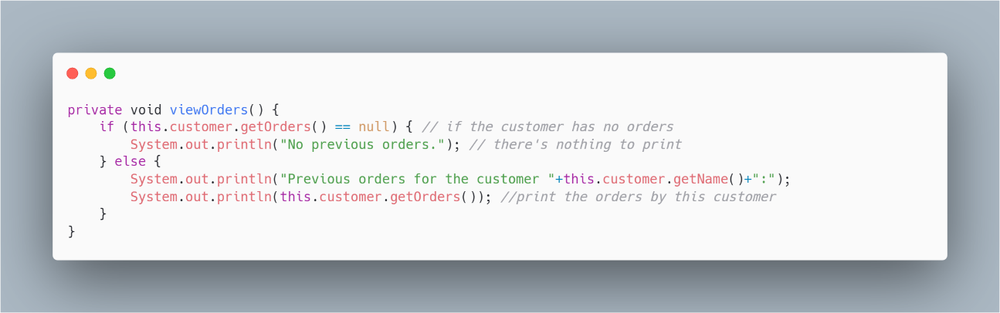 private void viewOrders() {
    if (this.customer.getOrders() == null) { // if the customer has no orders
        System.out.println("No previous orders."); // there's nothing to print
    } else {
        System.out.println("Previous orders for the customer "+this.customer.getName()+":");
        System.out.println(this.customer.getOrders()); //print the orders by this customer
    }
}